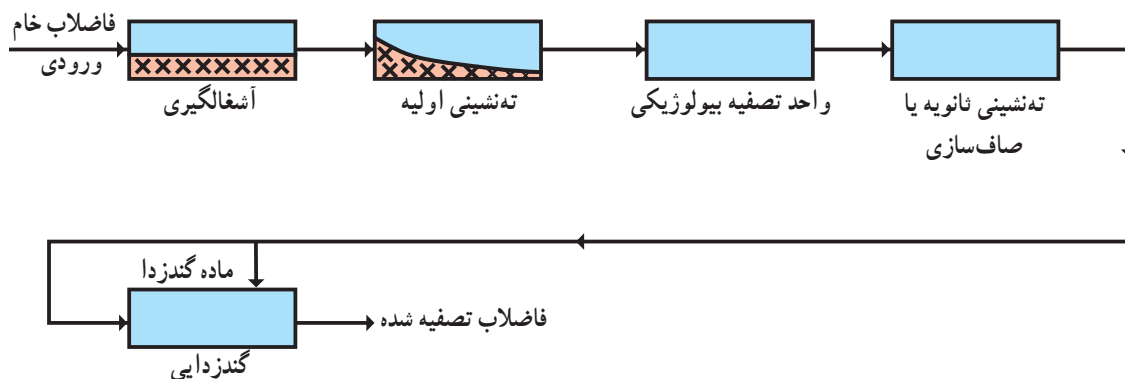 فاضلاب خام
ورودی
آشغالگیری
ته‌نشینی اولیه
واحد تصفیه بیولوژیکی
ته‌نشینی ثانویه یا
صاف‌سازی
ماده گندزدا
گندزدایی
فاضلاب تصفیه شده